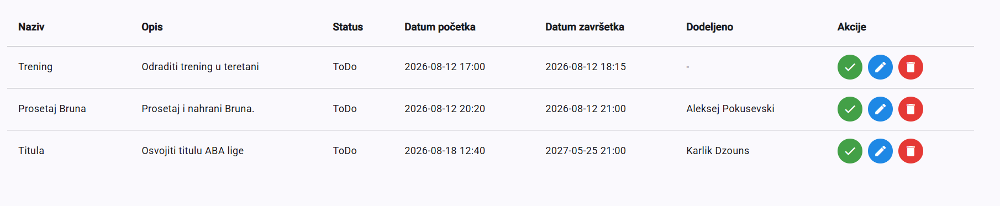 Naziv Opis Status Datum početka Datum završetka Dodeljeno Akcije
Trening Odraditi trening u teretani ToDo 2026-08-12 17:00 2026-08-12 18:15 -
Prosetaj Bruna Prosetaj i nahrani Bruna. ToDo 2026-08-12 20:20 2026-08-12 21:00 Aleksej Pokusevski
Titula Osvojiti titulu ABA lige ToDo 2026-08-18 12:40 2027-05-25 21:00 Karlik Dzouns